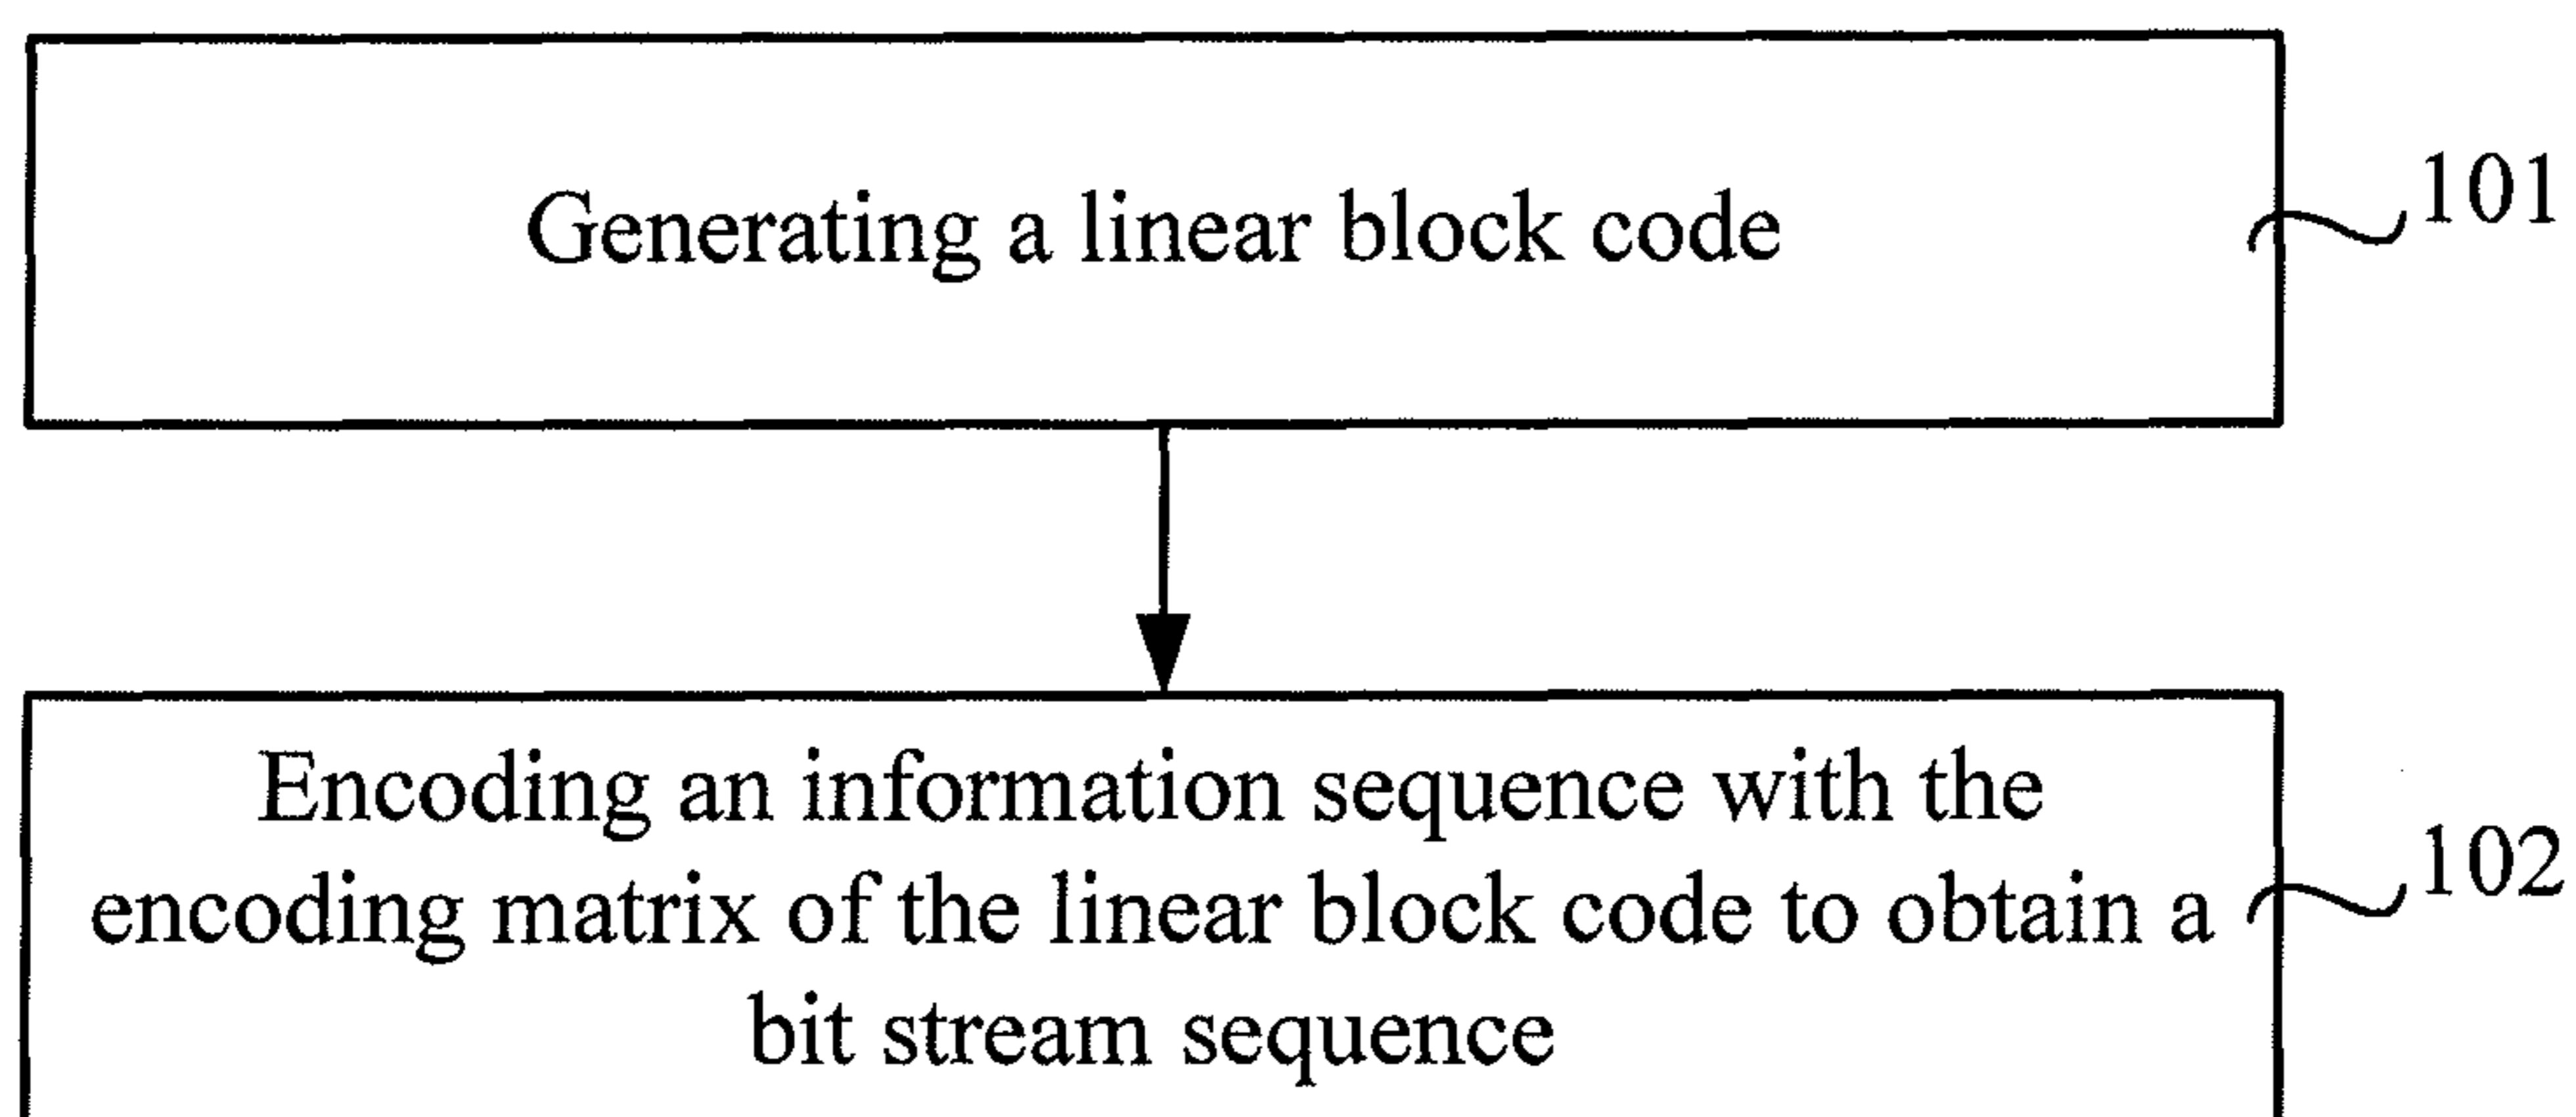 Generating a linear block code
101
Encoding an information sequence with the
encoding matrix of the linear block code to obtain a
bit stream sequence
102